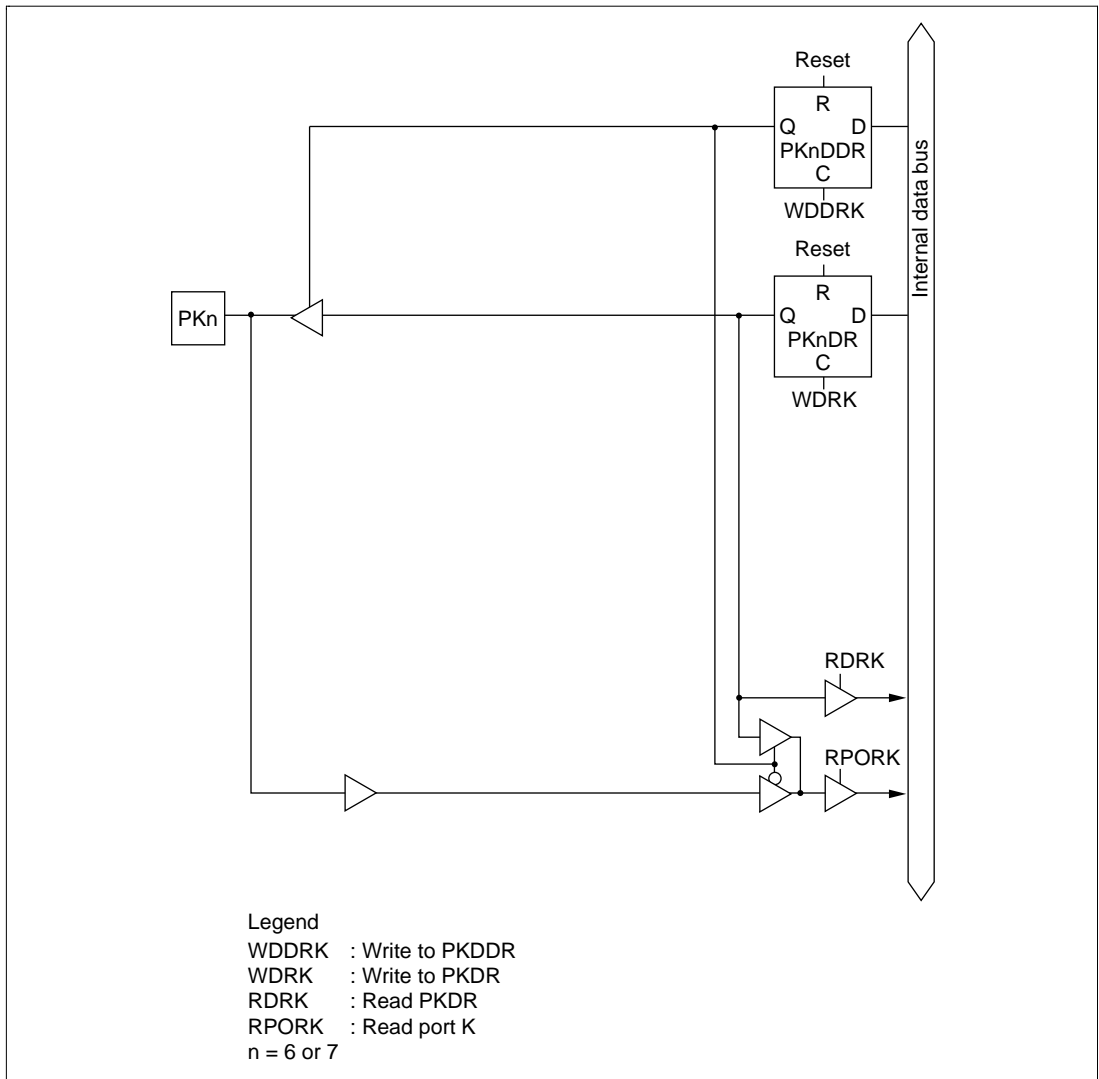 Reset
R
Q D
PKnDDR
C
WDDRK
Internal data bus
Reset
R
PKn
Q D
PKnDR
C
WDRK
RDRK
RPORK
Legend
WDDRK : Write to PKDDR
WDRK : Write to PKDR
RDRK : Read PKDR
RPORK : Read port K
n = 6 or 7